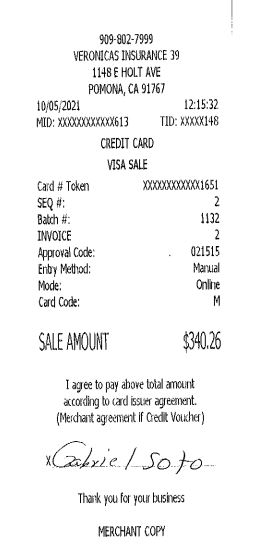 909-802-7999
VERONICAS INSURANCE 39
1148 E HOLT AVE
POMONA, CA 91767
10/05/2021 12:15:32
MID: XXXXXXXXXXXX613 TID: XXXXX148
CREDIT CARD
VISA SALE
Card # Token XXXXXXXXXXXX1651
SEQ #: 2
Batch #: 1132
INVOICE 2
Approval Code: 021515
Entry Method: Manual
Mode: Online
Card Code: M
SALE AMOUNT $340.26
I agree to pay above total amount
according to card issuer agreement.
(Merchant agreement if Credit Voucher)
x Gabriel Soto
Thank you for your business
MERCHANT COPY